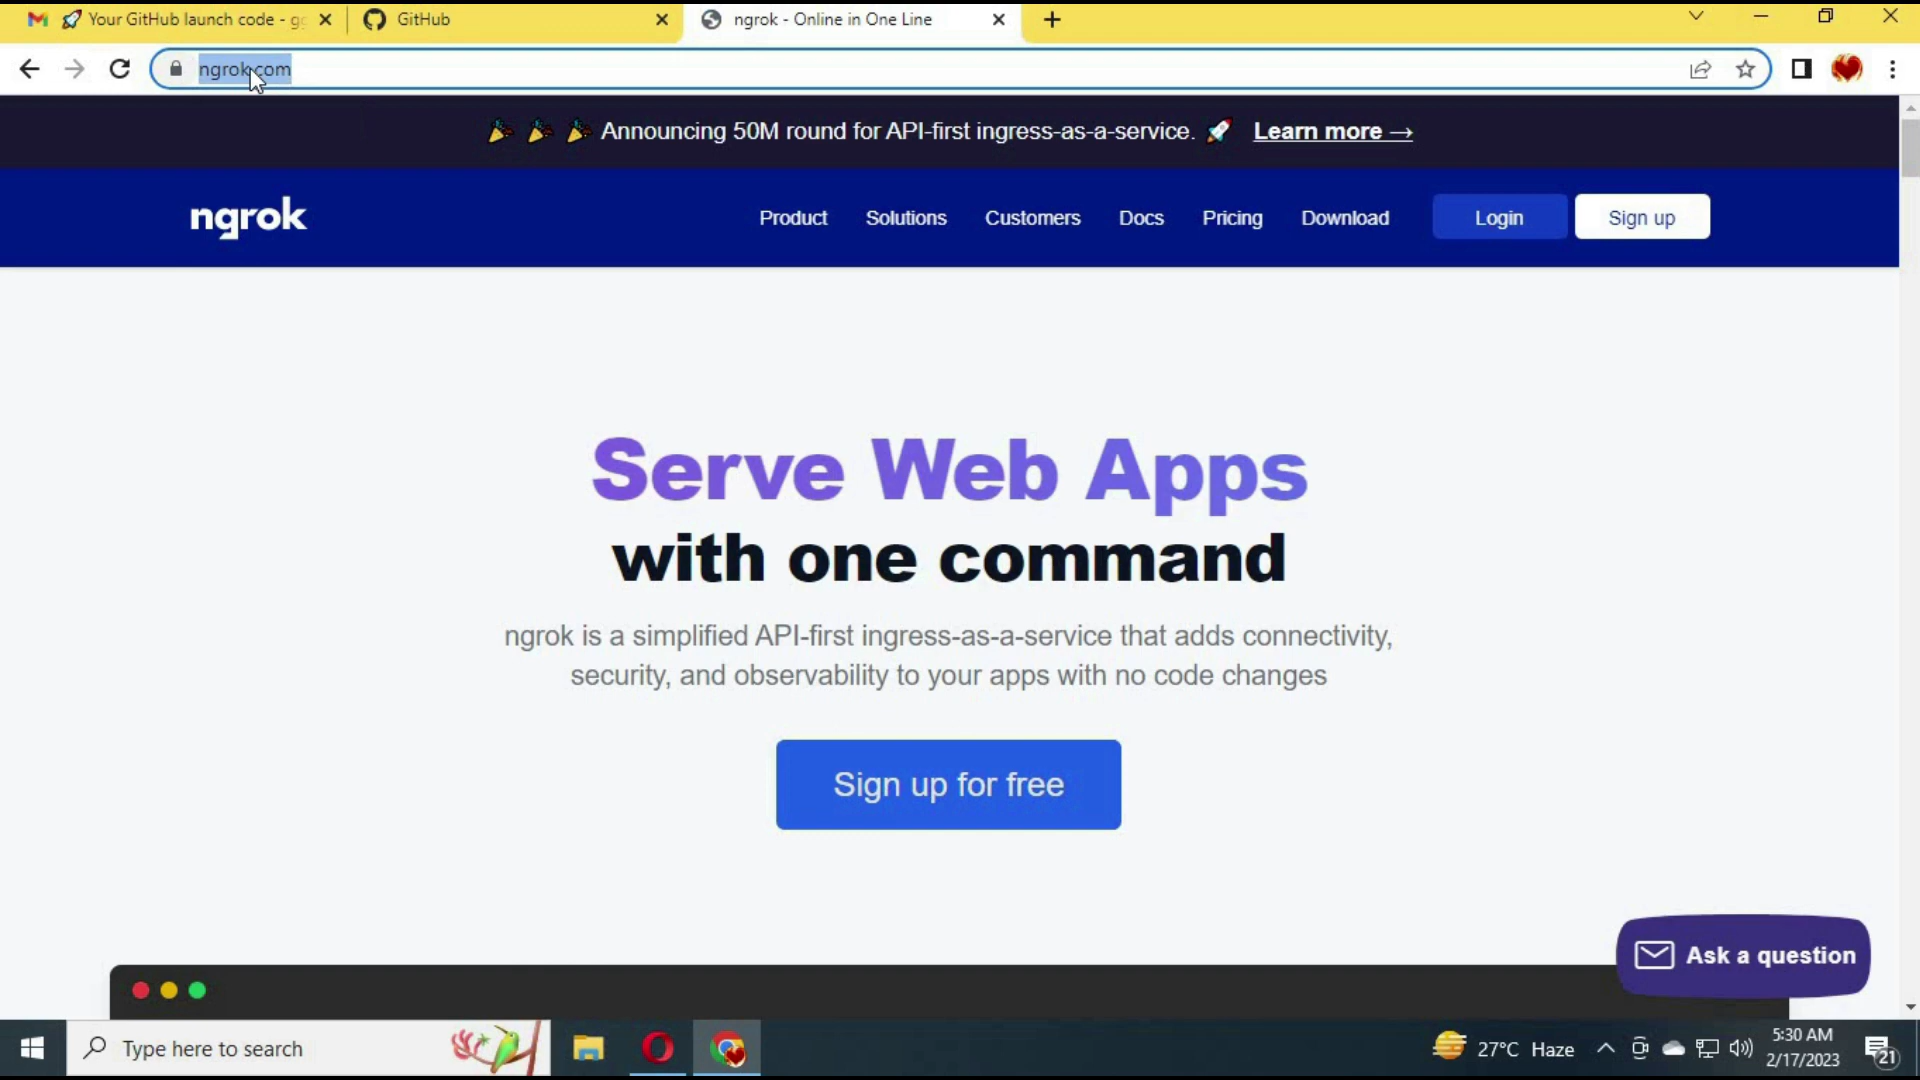 Your GitHub launch code - g
GitHub
ngrok - Online in One Line
ngrok.com
Announcing 50M round for API-first ingress-as-a-service.
Learn more →
ngrok
Product
Solutions
Customers
Docs
Pricing
Download
Login
Sign up
Serve Web Apps
with one command
ngrok is a simplified API-first ingress-as-a-service that adds connectivity,
security, and observability to your apps with no code changes
Sign up for free
Ask a question
Type here to search
27°C Haze
5:30 AM
2/17/2023
21